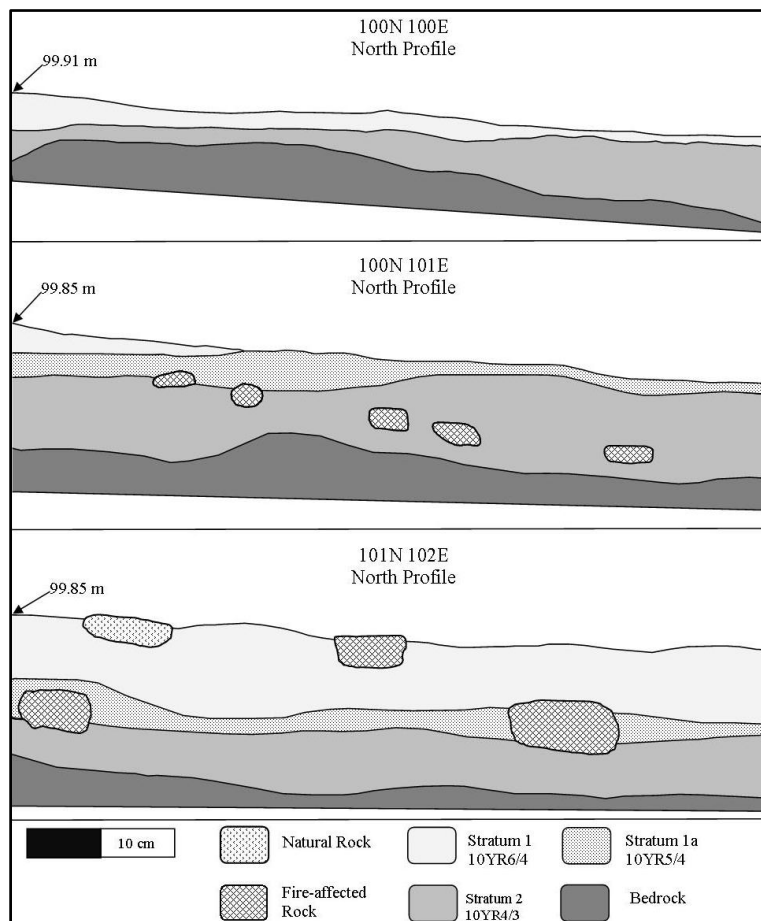 100N 100E
North Profile
99.91 m
100N 101E
North Profile
99.85 m
101N 102E
North Profile
99.85 m
10 cm
Natural Rock
Stratum 1
10YR6/4
Stratum 1a
10YR5/4
Fire-affected
Rock
Stratum 2
10YR4/3
Bedrock